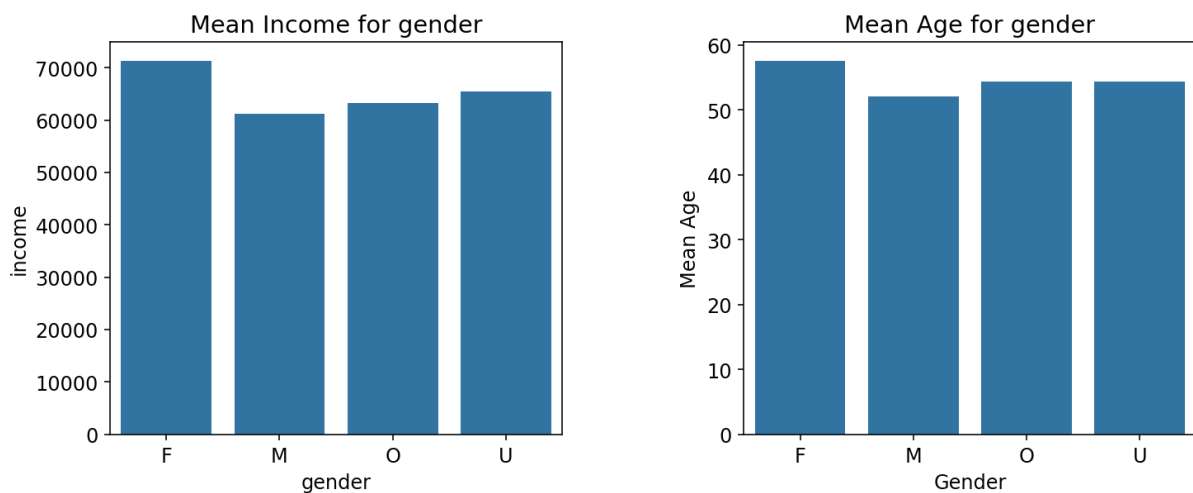 Mean Income for gender
70000
60000
50000
40000
30000
20000
10000
0
income
F M O U
gender
Mean Age for gender
60
50
40
30
20
10
0
Mean Age
F M O U
Gender